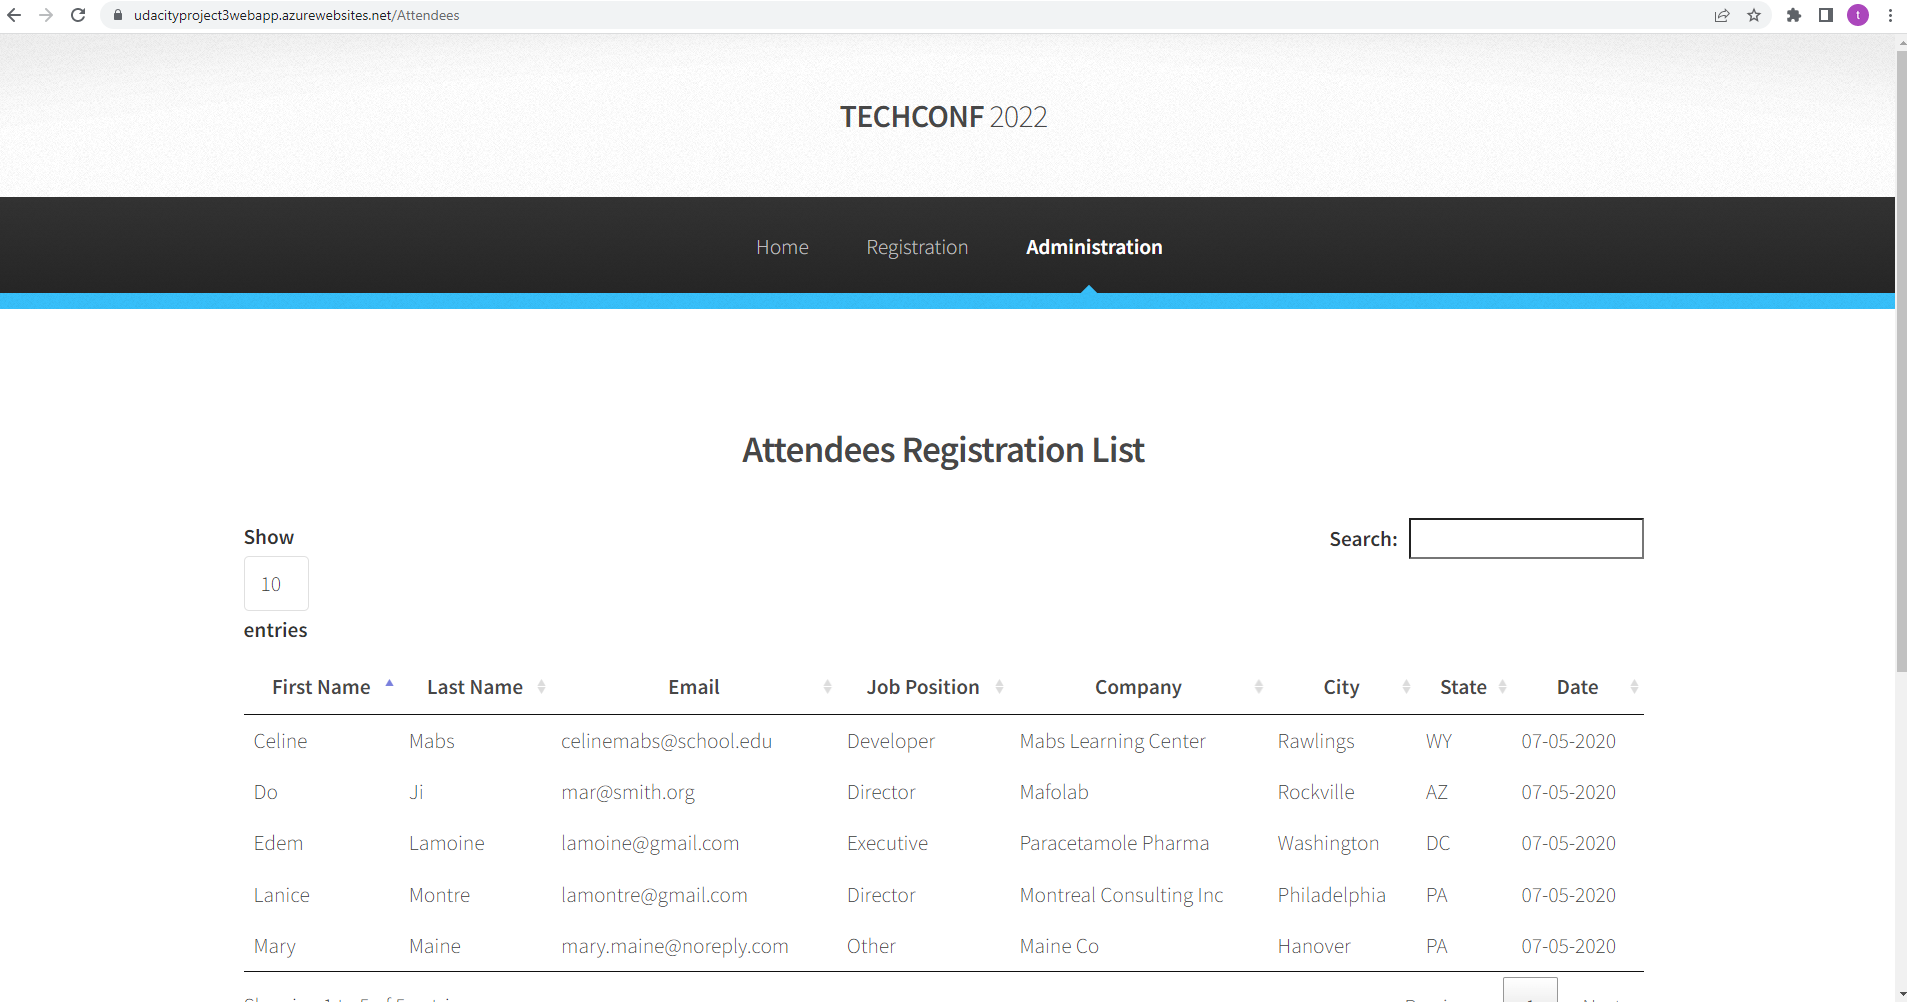 udacityproject3webapp.azurewebsites.net/Attendees
t
TECHCONF 2022
Home Registration Administration
Attendees Registration List
Show
Search:
10
entries
First Name Last Name Email Job Position Company City State Date
Celine Mabs celinemabs@school.edu Developer Mabs Learning Center Rawlings WY 07-05-2020
Do Ji mar@smith.org Director Mafolab Rockville AZ 07-05-2020
Edem Lamoine lamoine@gmail.com Executive Paracetamole Pharma Washington DC 07-05-2020
Lanice Montre lamontre@gmail.com Director Montreal Consulting Inc Philadelphia PA 07-05-2020
Mary Maine mary.maine@noreply.com Other Maine Co Hanover PA 07-05-2020